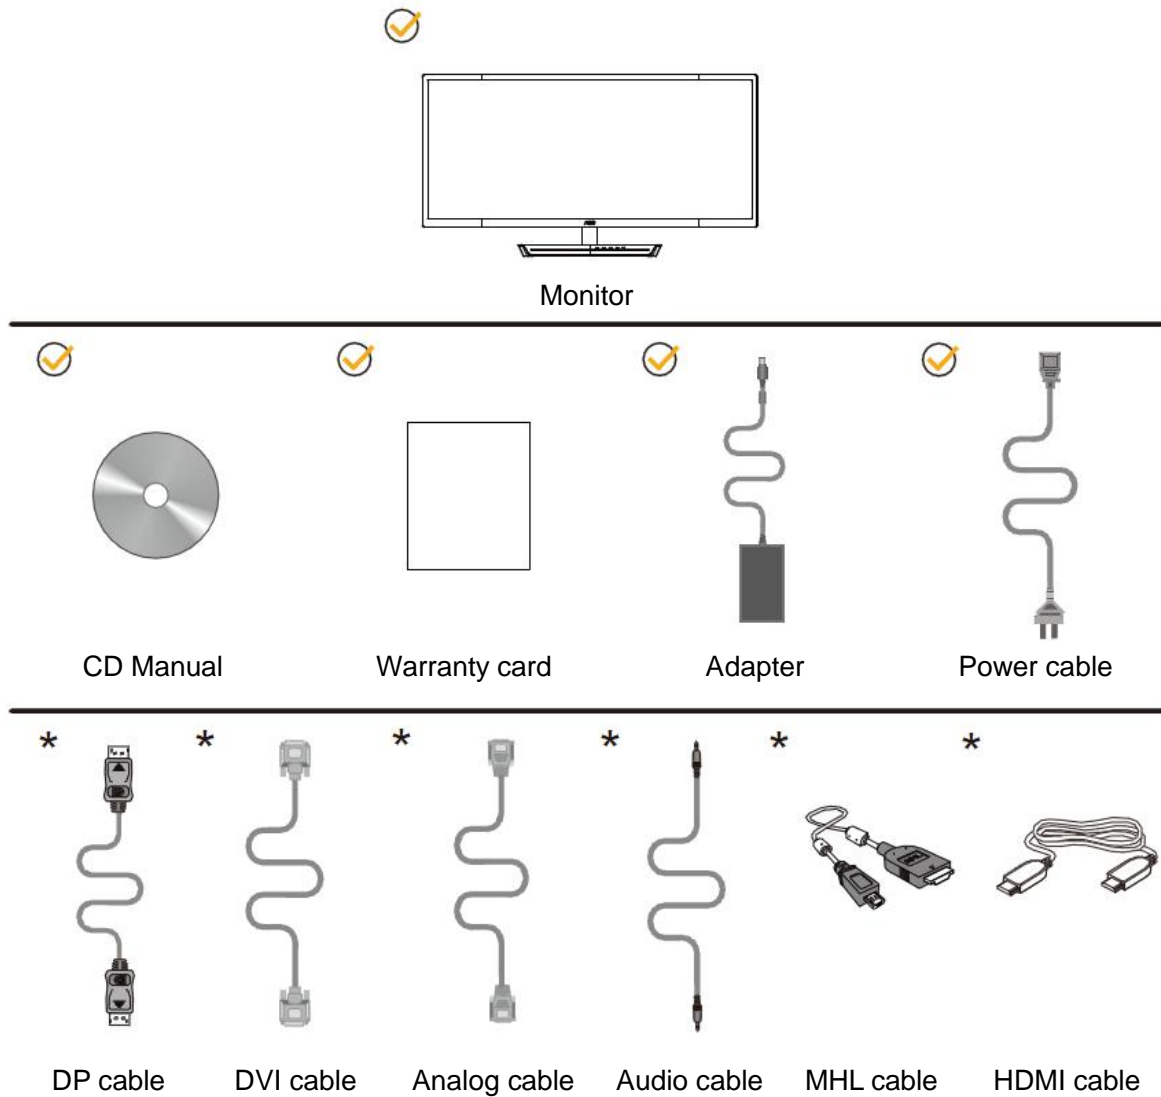 Monitor
CD Manual Warranty card Adapter Power cable
* * * * * *
DP cable DVI cable Analog cable Audio cable MHL cable HDMI cable